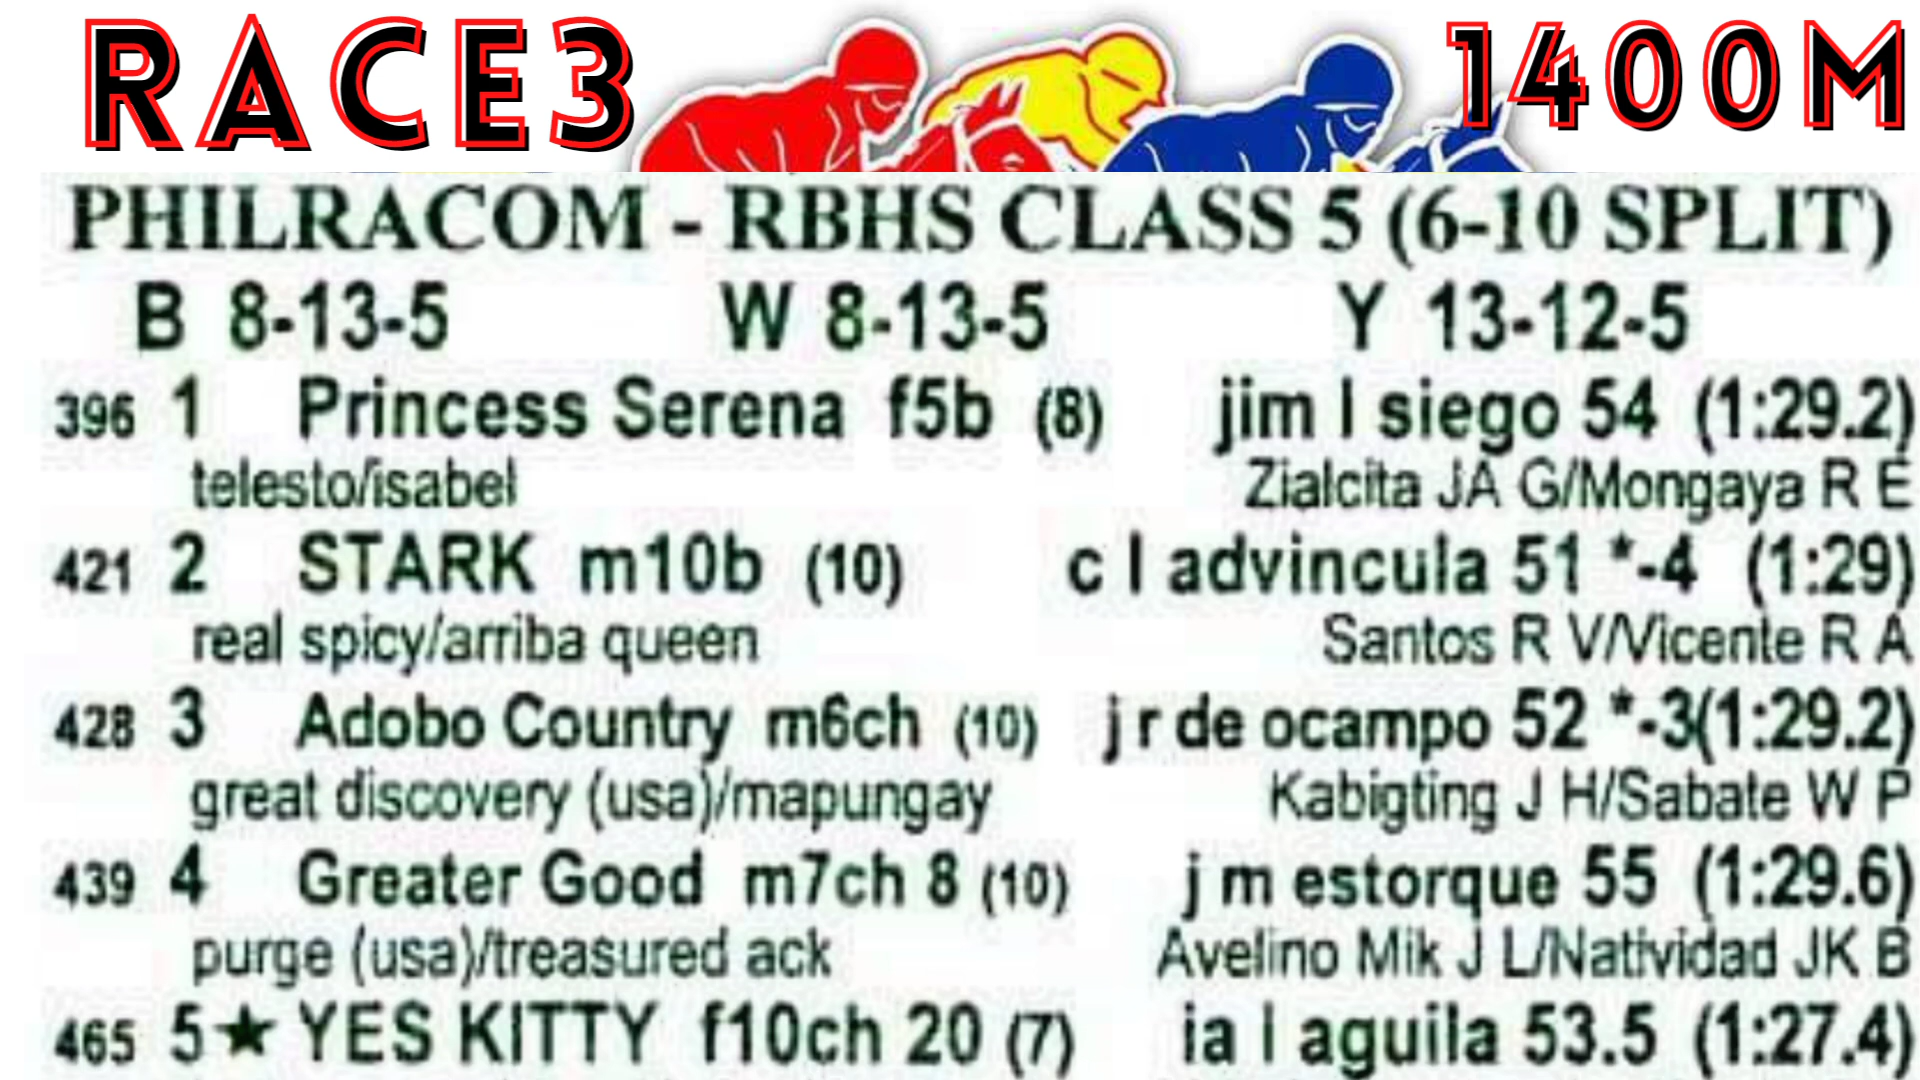 RACE3 1400M
PHILRACOM - RBHS CLASS 5 (6-10 SPLIT)
B 8-13-5 W 8-13-5 Y 13-12-5
396 1 Princess Serena f5b (8) jim l siego 54 (1:29.2)
telesto/isabel Zialcita JA G/Mongaya R E
421 2 STARK m10b (10) c l advincula 51 *-4 (1:29)
real spicy/arriba queen Santos R V/Vicente R A
428 3 Adobo Country m6ch (10) j r de ocampo 52 *-3(1:29.2)
great discovery (usa)/mapungay Kabigting J H/Sabate W P
439 4 Greater Good m7ch 8 (10) j m estorque 55 (1:29.6)
purge (usa)/treasured ack Avelino Mik J L/Natividad JK B
465 5★ YES KITTY f10ch 20 (7) ia l aguila 53.5 (1:27.4)